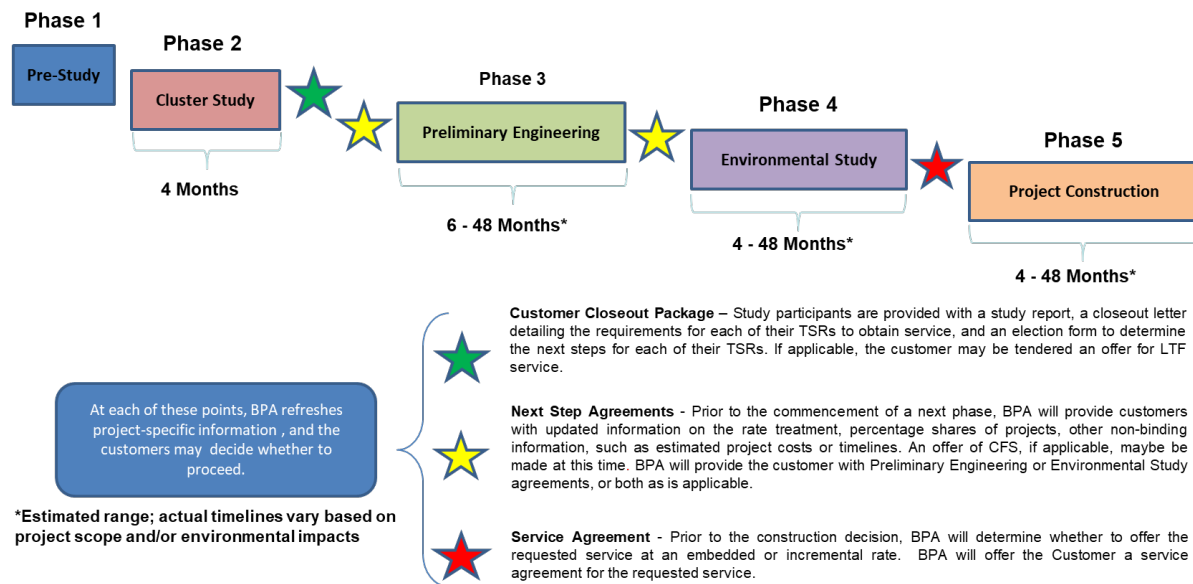 Phase 1
Pre-Study
Phase 2
Cluster Study
4 Months
Phase 3
Preliminary Engineering
6 - 48 Months*
Phase 4
Environmental Study
4 - 48 Months*
Phase 5
Project Construction
4 - 48 Months*
At each of these points, BPA refreshes
project-specific information , and the
customers may decide whether to
proceed.
*Estimated range; actual timelines vary based on
project scope and/or environmental impacts
Customer Closeout Package – Study participants are provided with a study report, a closeout letter
detailing the requirements for each of their TSRs to obtain service, and an election form to determine
the next steps for each of their TSRs. If applicable, the customer may be tendered an offer for LTF
service.
Next Step Agreements - Prior to the commencement of a next phase, BPA will provide customers
with updated information on the rate treatment, percentage shares of projects, other non-binding
information, such as estimated project costs or timelines. An offer of CFS, if applicable, maybe be
made at this time. BPA will provide the customer with Preliminary Engineering or Environmental Study
agreements, or both as is applicable.
Service Agreement - Prior to the construction decision, BPA will determine whether to offer the
requested service at an embedded or incremental rate. BPA will offer the Customer a service
agreement for the requested service.